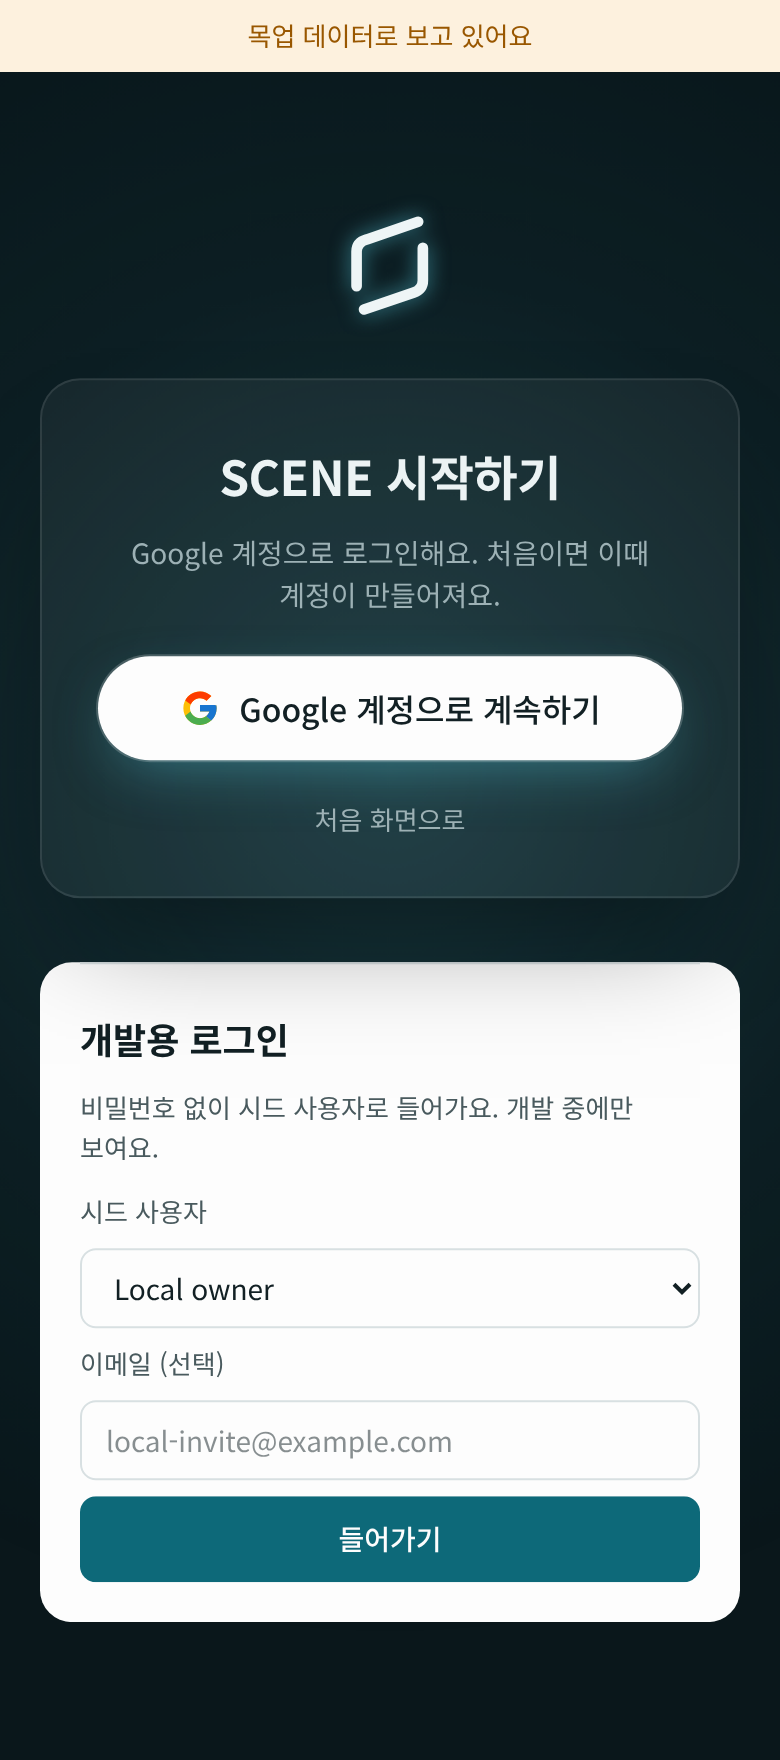 목업 데이터로 보고 있어요
SCENE 시작하기
Google 계정으로 로그인해요. 처음이면 이때
계정이 만들어져요.
Google 계정으로 계속하기
처음 화면으로
개발용 로그인
비밀번호 없이 시드 사용자로 들어가요. 개발 중에만
보여요.
시드 사용자
Local owner
이메일 (선택)
local-invite@example.com
들어가기